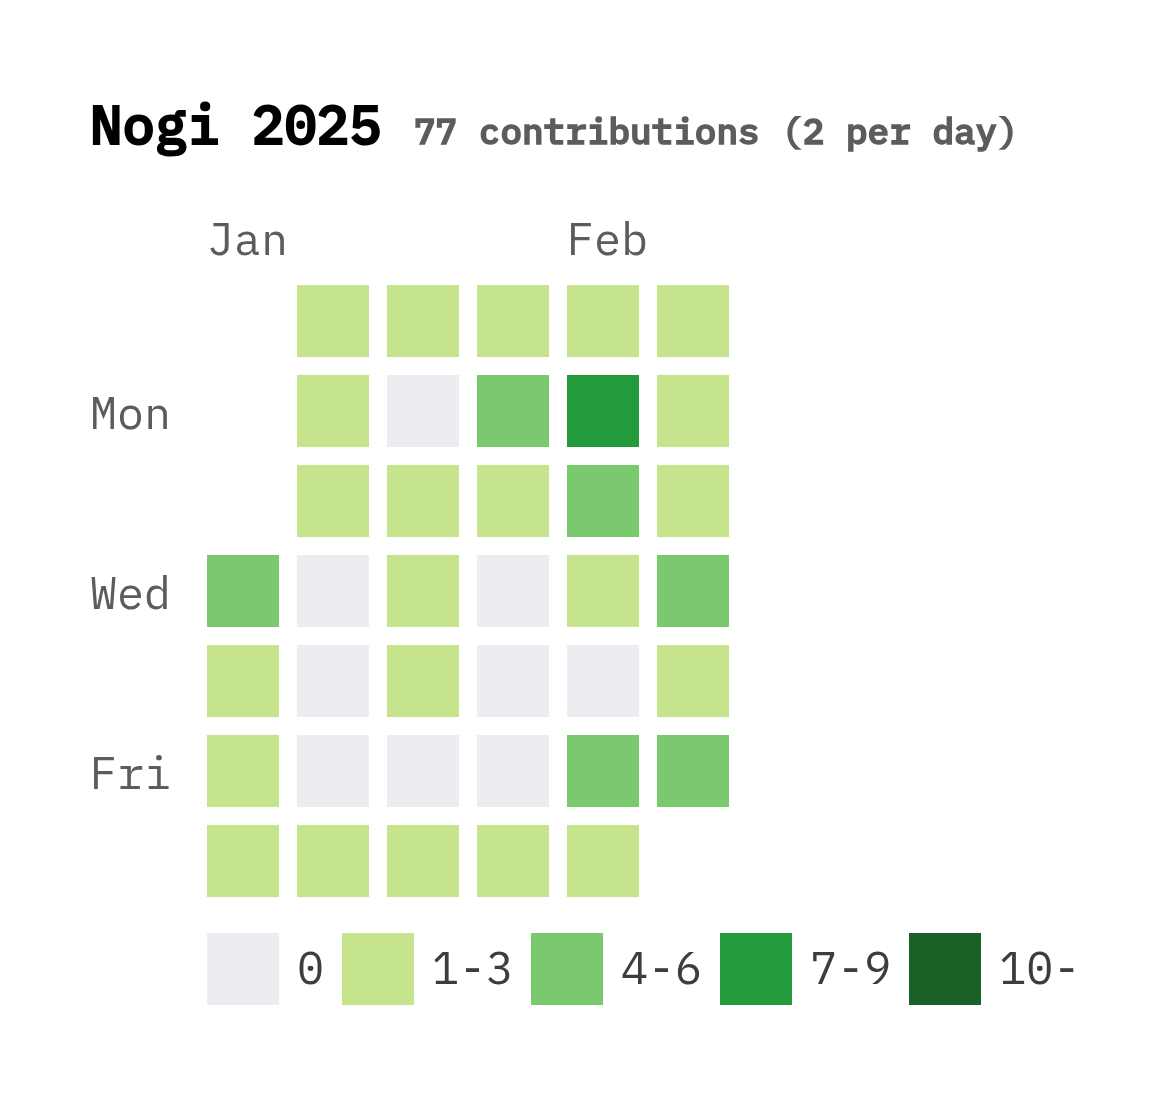 Nogi 2025 77 contributions (2 per day)
Jan Feb
Mon
Wed
Fri
0 1-3 4-6 7-9 10-